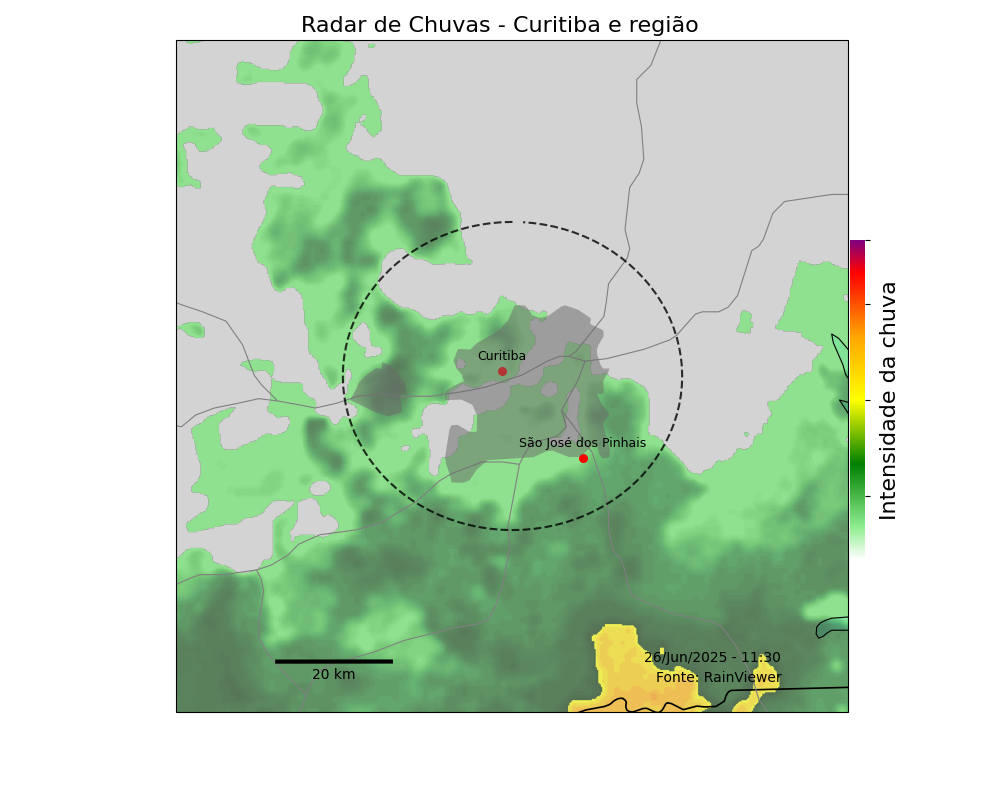 Radar de Chuvas - Curitiba e região
Curitiba
São José dos Pinhais
Intensidade da chuva
26/Jun/2025 - 11:30
20 km
Fonte: RainViewer